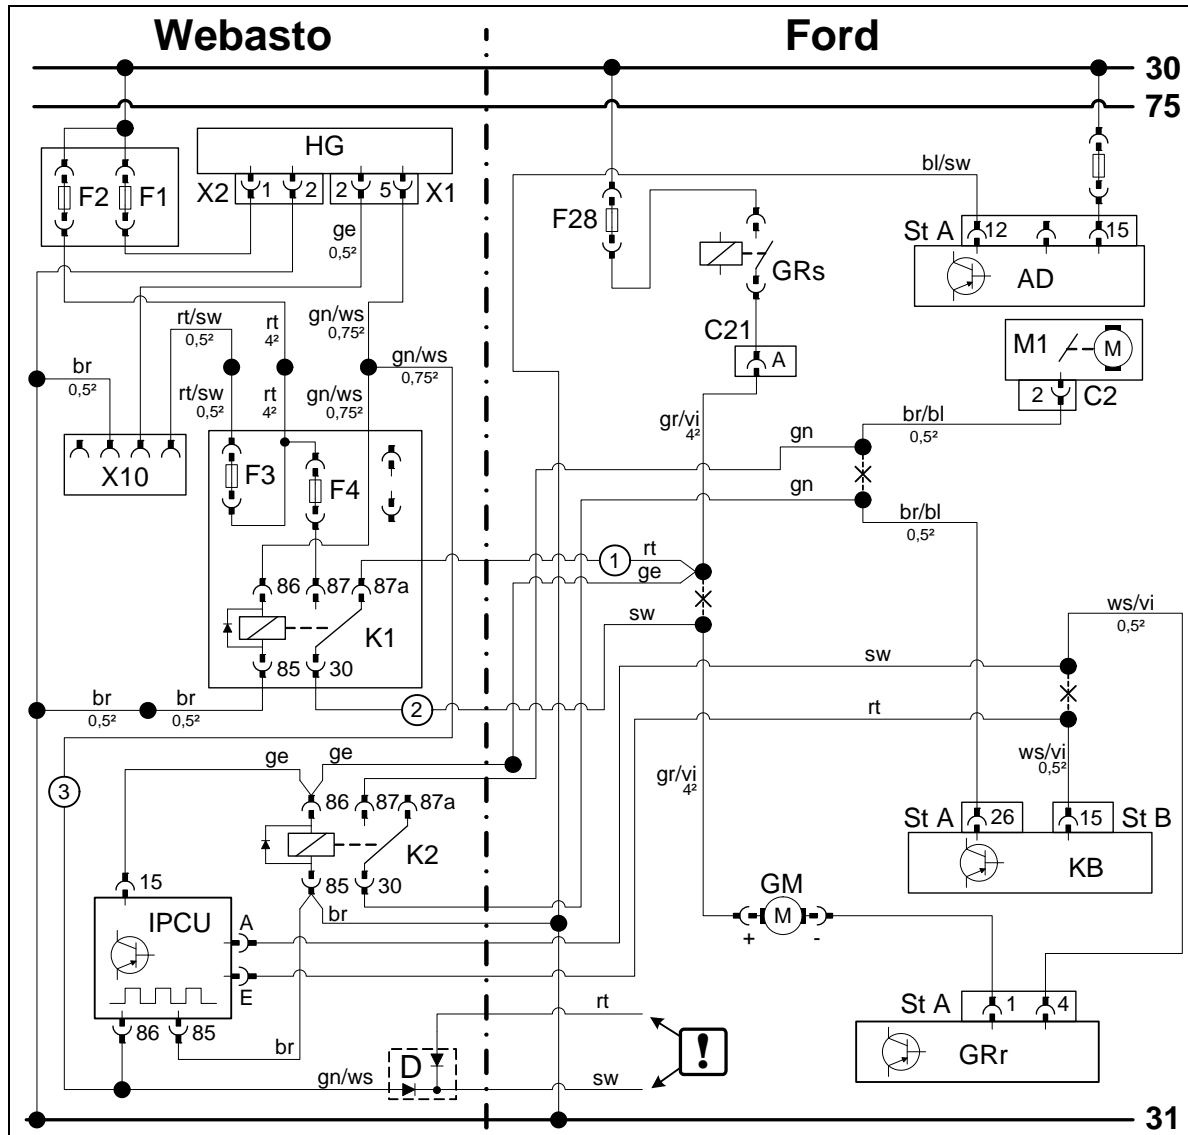 Webasto
Ford
30
75
HG
bl/sw
F2
F1
X2
1
2
2
5
X1
F28
St A
12
15
ge
0,5²
GRs
AD
rt/sw
0,5²
rt
4²
gn/ws
0,75²
C21
M1
M
gn/ws
0,75²
A
br
0,5²
rt/sw
0,5²
rt
4²
gn/ws
0,75²
2
C2
gr/vi
4²
br/bl
0,5²
gn
X10
F3
F4
gn
br/bl
0,5²
1
rt
ge
86
87
87a
ws/vi
0,5²
sw
K1
sw
85
30
br
0,5²
br
0,5²
2
rt
ge
ge
gr/vi
4²
ws/vi
0,5²
3
86
87
87a
St A
26
15
St B
K2
KB
85
30
15
GM
IPCU
A
br
M
+
-
E
St A
1
4
86
85
rt
br
!
GRr
D
gn/ws
sw
31